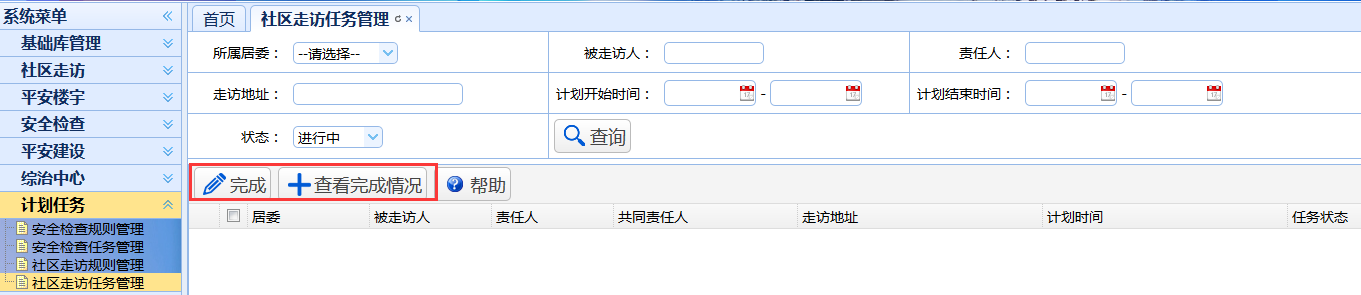 系统菜单
首页
社区走访任务管理
基础库管理
社区走访
平安楼宇
安全检查
平安建设
综治中心
计划任务
安全检查规则管理
安全检查任务管理
社区走访规则管理
社区走访任务管理
所属居委： --请选择-- 被走访人： 责任人：
走访地址： 计划开始时间： - 计划结束时间： -
状态： 进行中 查询
完成 查看完成情况 帮助
居委 被走访人 责任人 共同责任人 走访地址 计划时间 任务状态